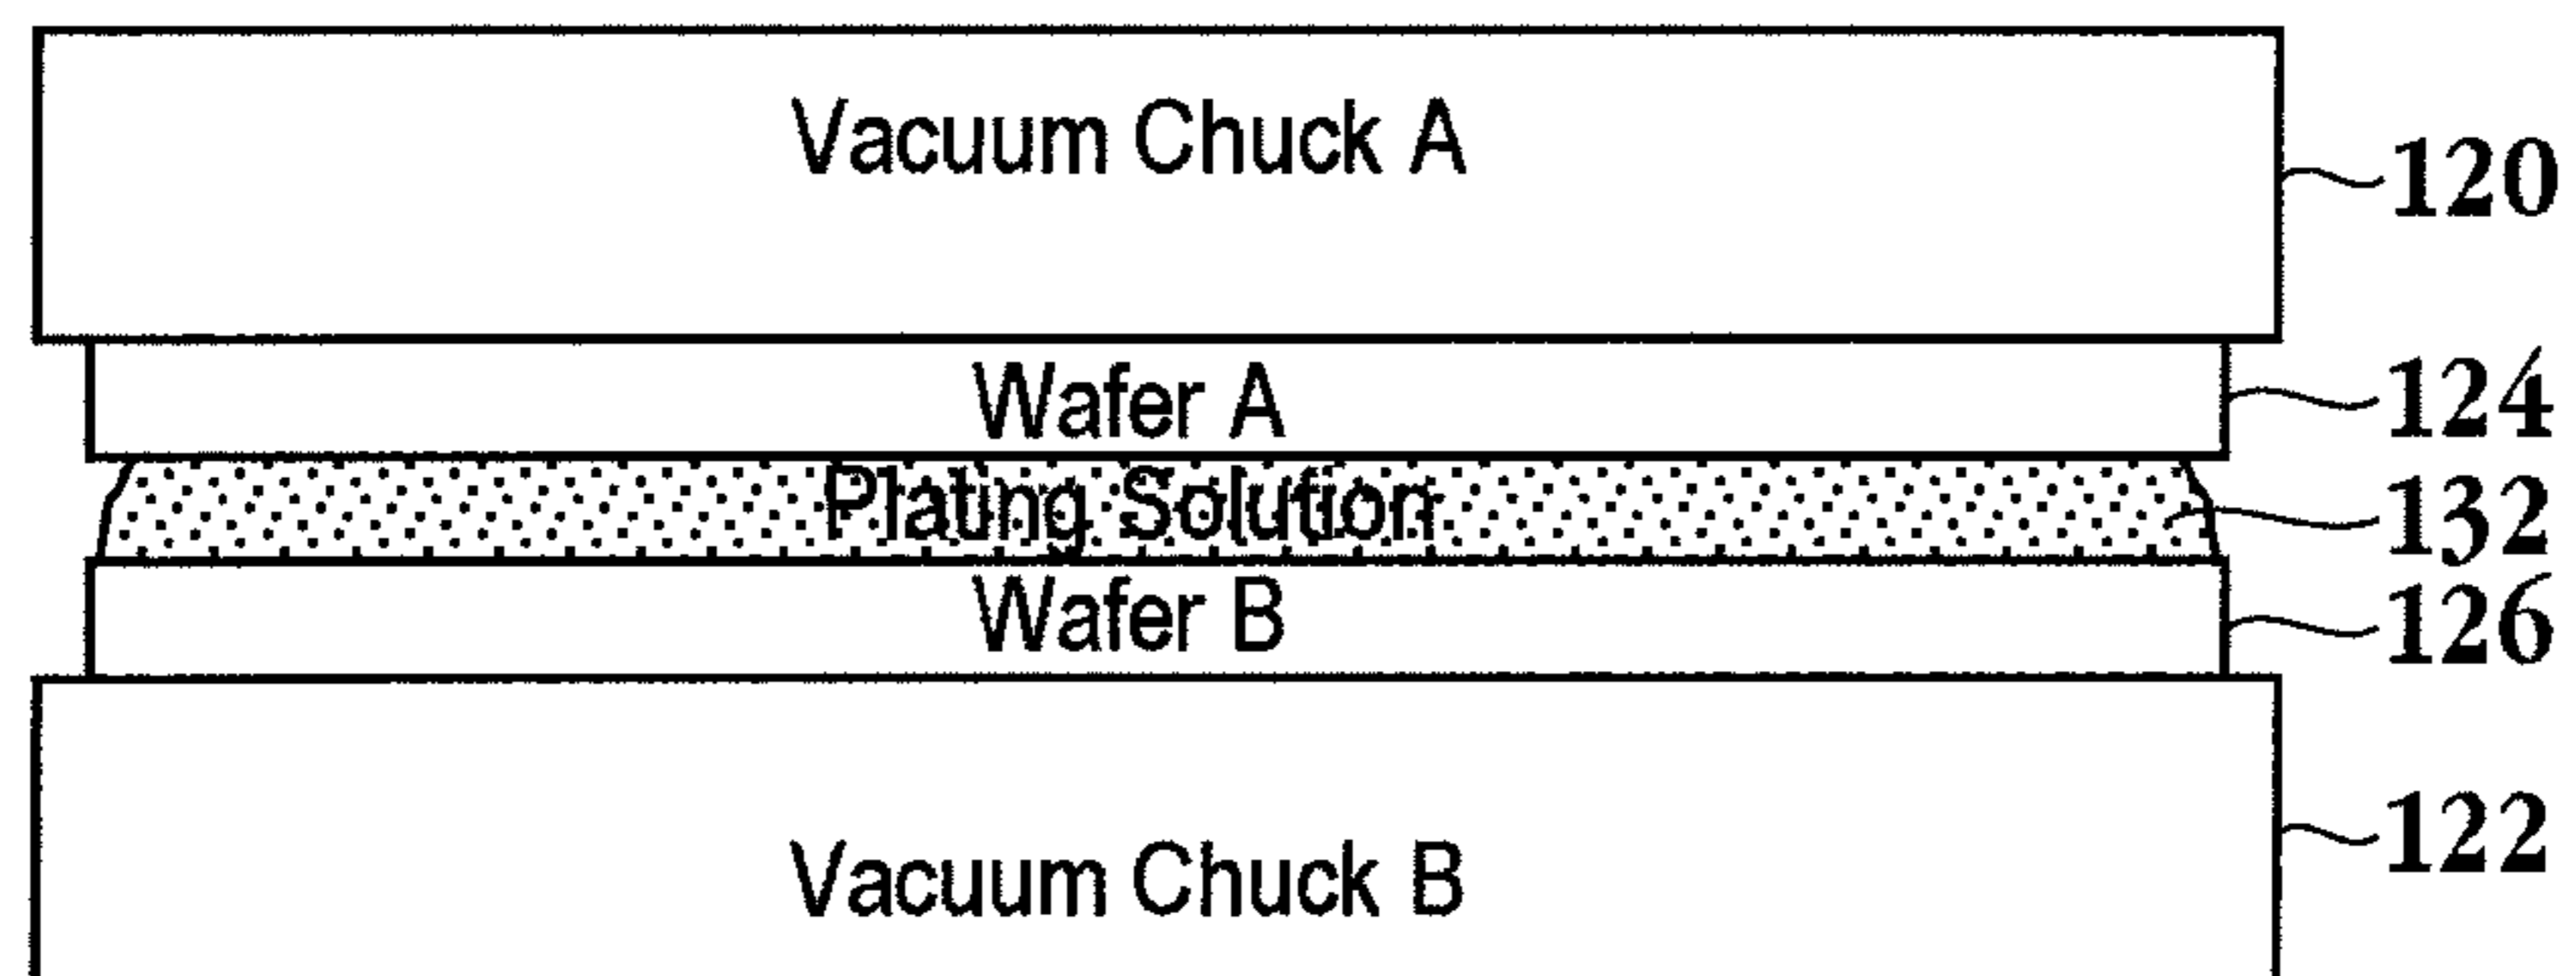 Vacuum Chuck A
120
Wafer A
124
Plating Solution
132
Wafer B
126
Vacuum Chuck B
122